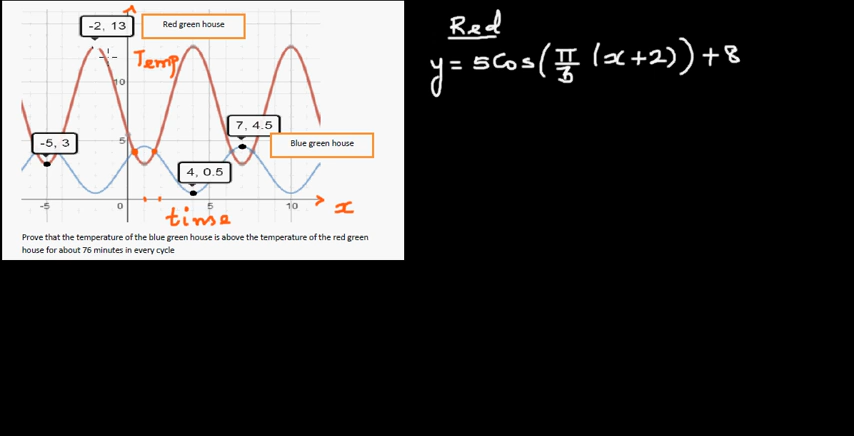 -2, 13
Red green house
Temp
10
7, 4.5
5
-5, 3
Blue green house
4, 0.5
-5
0
5
10
x
time
Prove that the temperature of the blue green house is above the temperature of the red green
house for about 76 minutes in every cycle
Red
y = 5 Cos(π/3 (x+2)) + 8